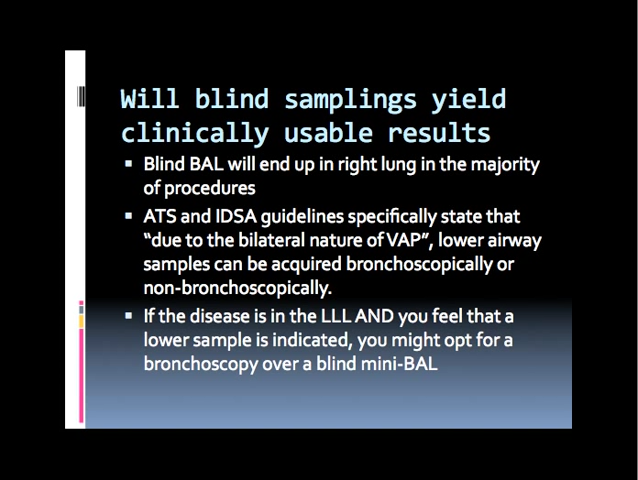 Will blind samplings yield
clinically usable results
Blind BAL will end up in right lung in the majority
of procedures
ATS and IDSA guidelines specifically state that
“due to the bilateral nature of VAP”, lower airway
samples can be acquired bronchoscopically or
non-bronchoscopically.
If the disease is in the LLL AND you feel that a
lower sample is indicated, you might opt for a
bronchoscopy over a blind mini-BAL